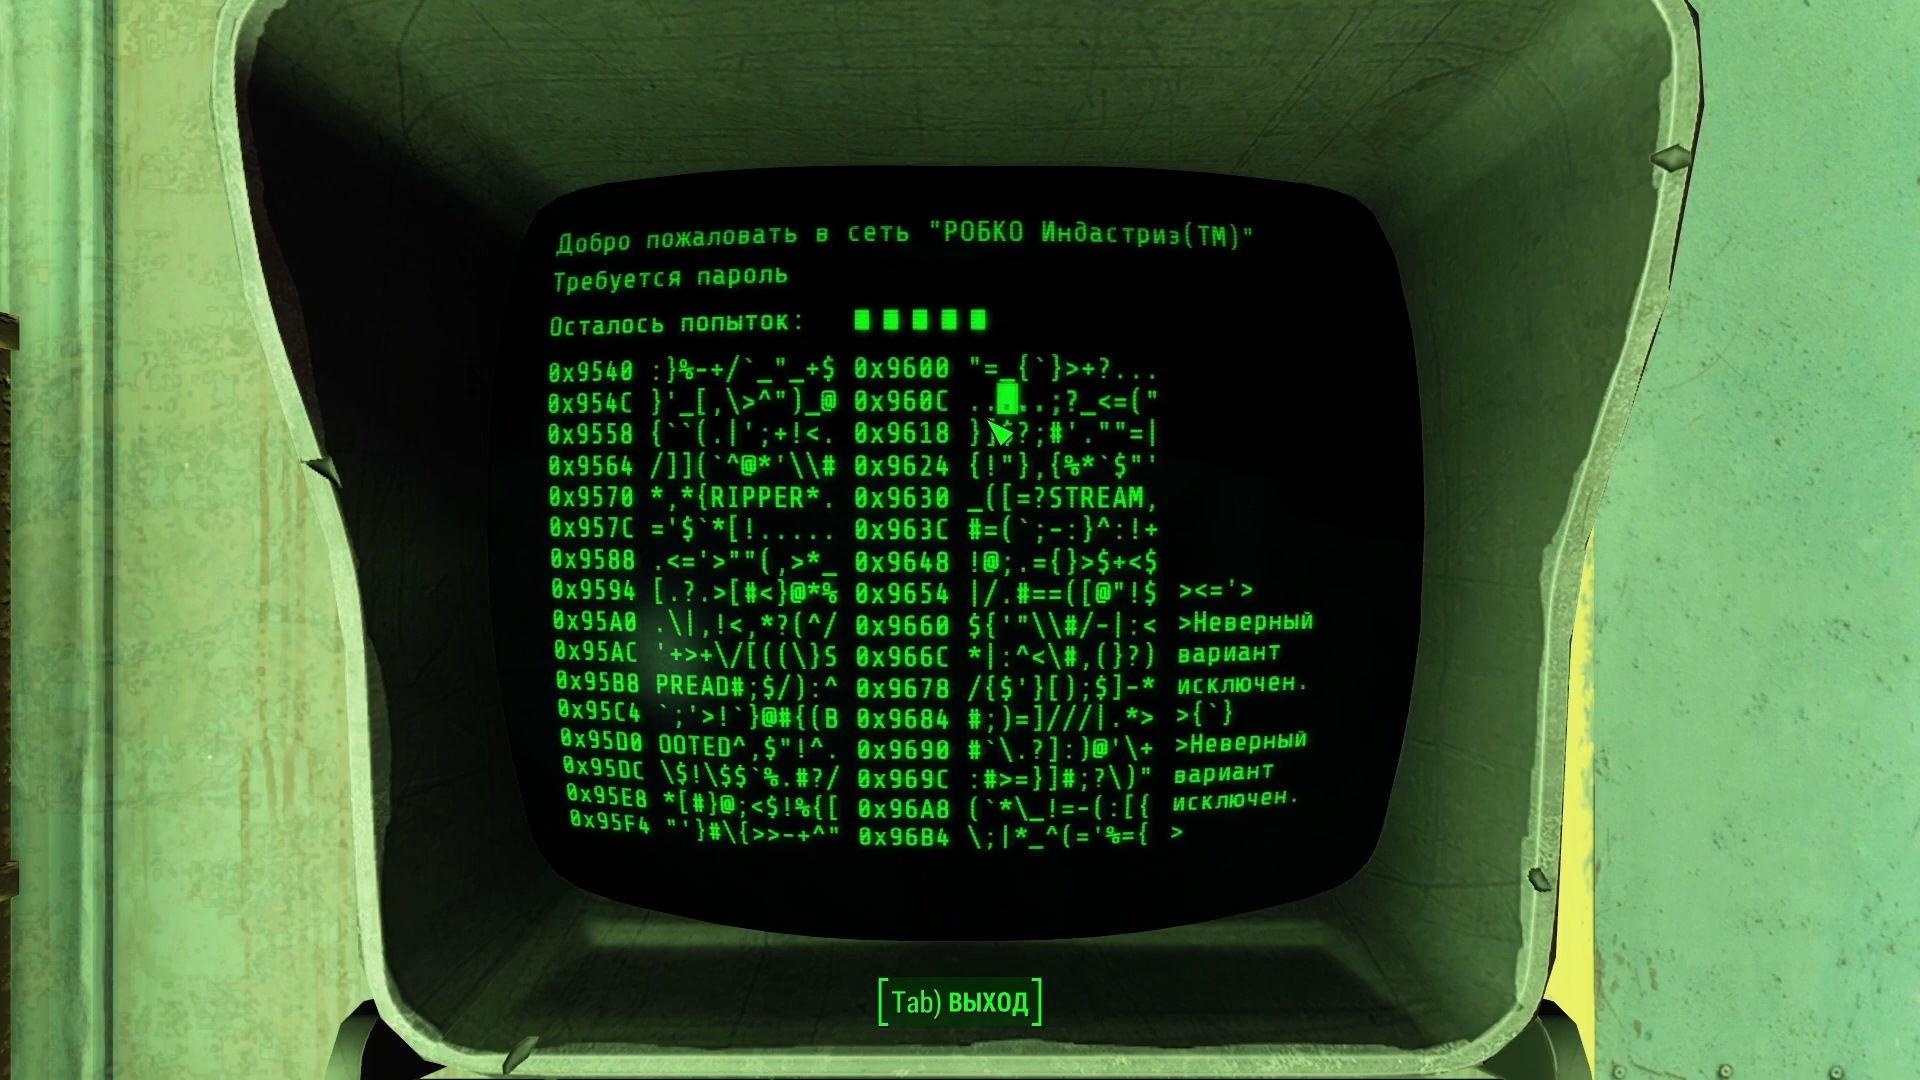 Добро пожаловать в сеть "РОБКО Индастриз(ТМ)"
Требуется пароль
Осталось попыток:
0x9540 :}%-+/`_"_+$ 0x9600 "=_{`}>+?...
0x954C }'_[,\>^")_@ 0x960C .....;?_<=("
0x9558 {``(.|';+!<. 0x9618 }]$?;#'.""=|
0x9564 /]](`^@*'\\# 0x9624 {!"},{%*`$"'
0x9570 *,*{RIPPER*. 0x9630 _([=?STREAM,
0x957C ='$`*[!..... 0x963C #=(`;-:}^:!+
0x9588 .<='>""(,>*_ 0x9648 !@;.={}>$+<$
0x9594 [.?.>[#<}@*% 0x9654 |/.#==([@"!$ ><='>
0x95A0 .\|,!<,*?(^/ 0x9660 ${'"\\#/-|:< >Неверный
0x95AC '+>+\/[((\}S 0x966C *|:^<\#,(}?) вариант
0x95B8 PREAD#;$/):^ 0x9678 /{$'}[);$]-* исключен.
0x95C4 `;'>!`}@#{(B 0x9684 #;)=]///|.*> >{`}
0x95D0 OOTED^,$"!^. 0x9690 #`\.?]:)@'\+ >Неверный
0x95DC \$!\$$`%.#?/ 0x969C :#>=}]#;?\)" вариант
0x95E8 *[#}@;<$!%{[ 0x96A8 (`*\_!=-(:[{ исключен.
0x95F4 "'}#\{>>-+^" 0x96B4 \;|*_^(='%={ >
[Tab) ВЫХОД]